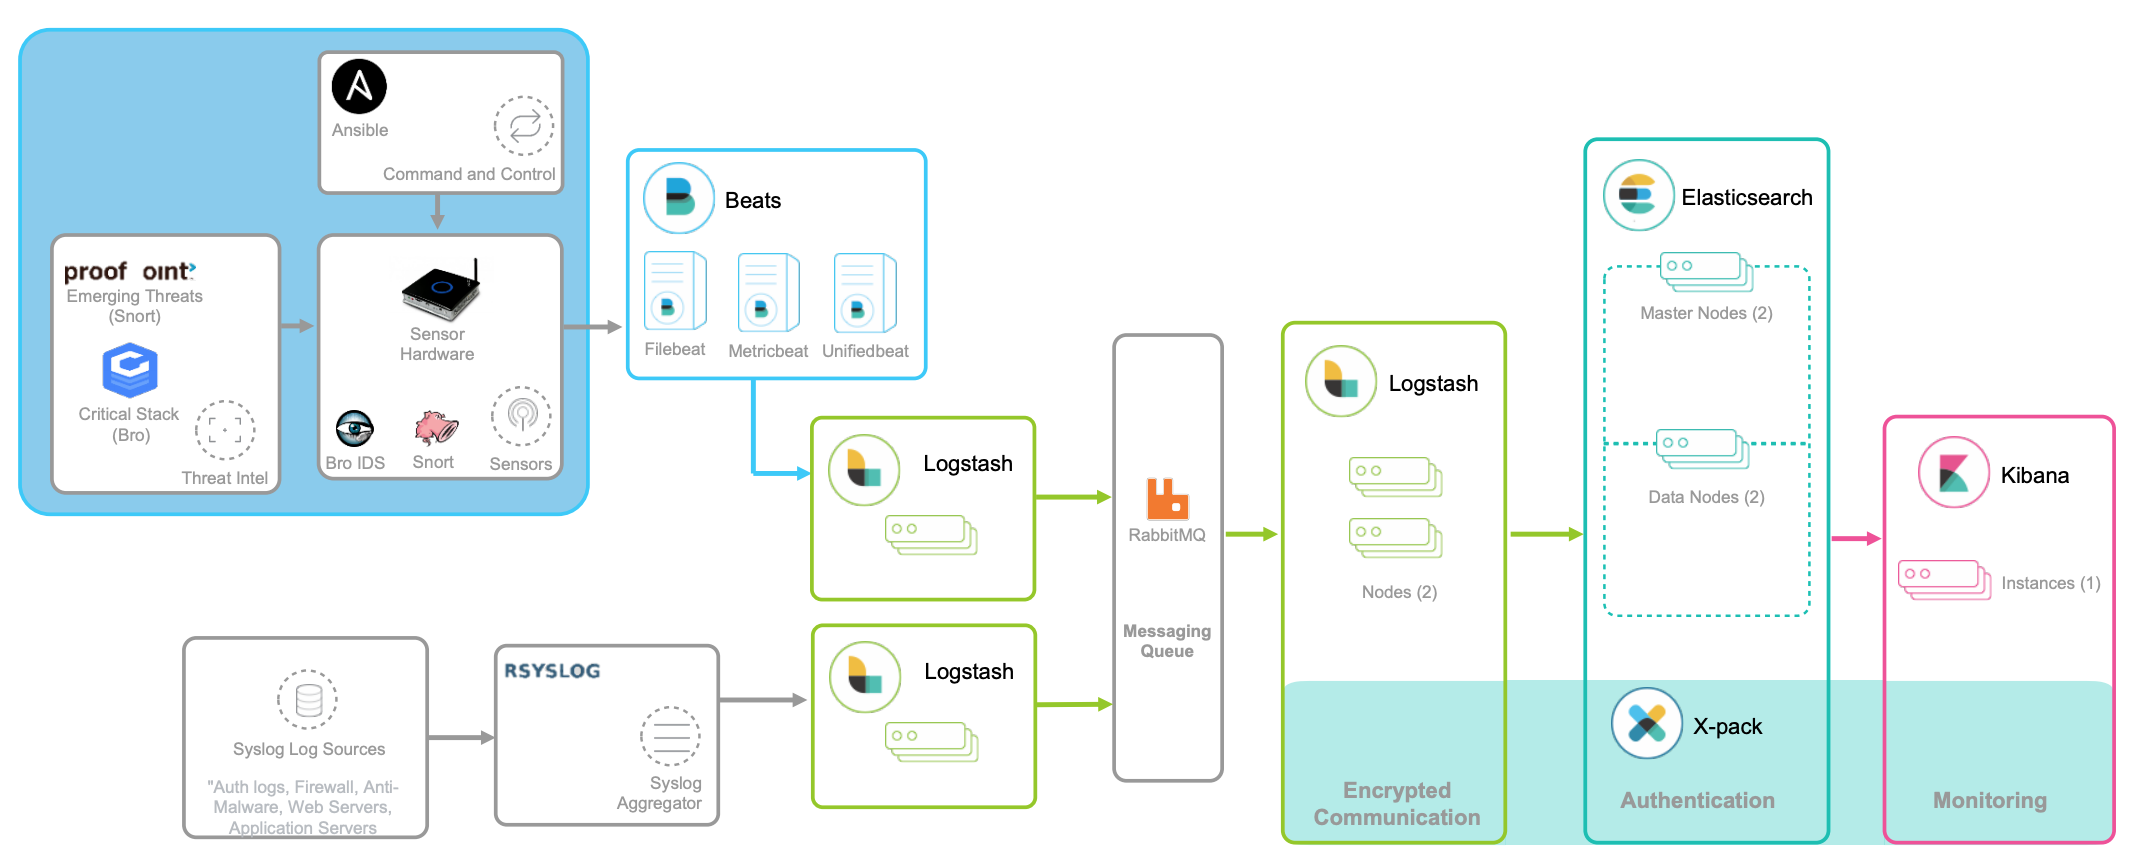 Ansible
Command and Control
proof oint
Emerging Threats
(Snort)
Critical Stack
(Bro)
Threat Intel
Sensor
Hardware
Bro IDS
Snort
Sensors
Beats
Filebeat
Metricbeat
Unifiedbeat
Logstash
Syslog Log Sources
"Auth logs, Firewall, Anti-
Malware, Web Servers,
Application Servers
RSYSLOG
Syslog
Aggregator
Logstash
RabbitMQ
Messaging
Queue
Logstash
Nodes (2)
Encrypted
Communication
Elasticsearch
Master Nodes (2)
Data Nodes (2)
X-pack
Authentication
Kibana
Instances (1)
Monitoring